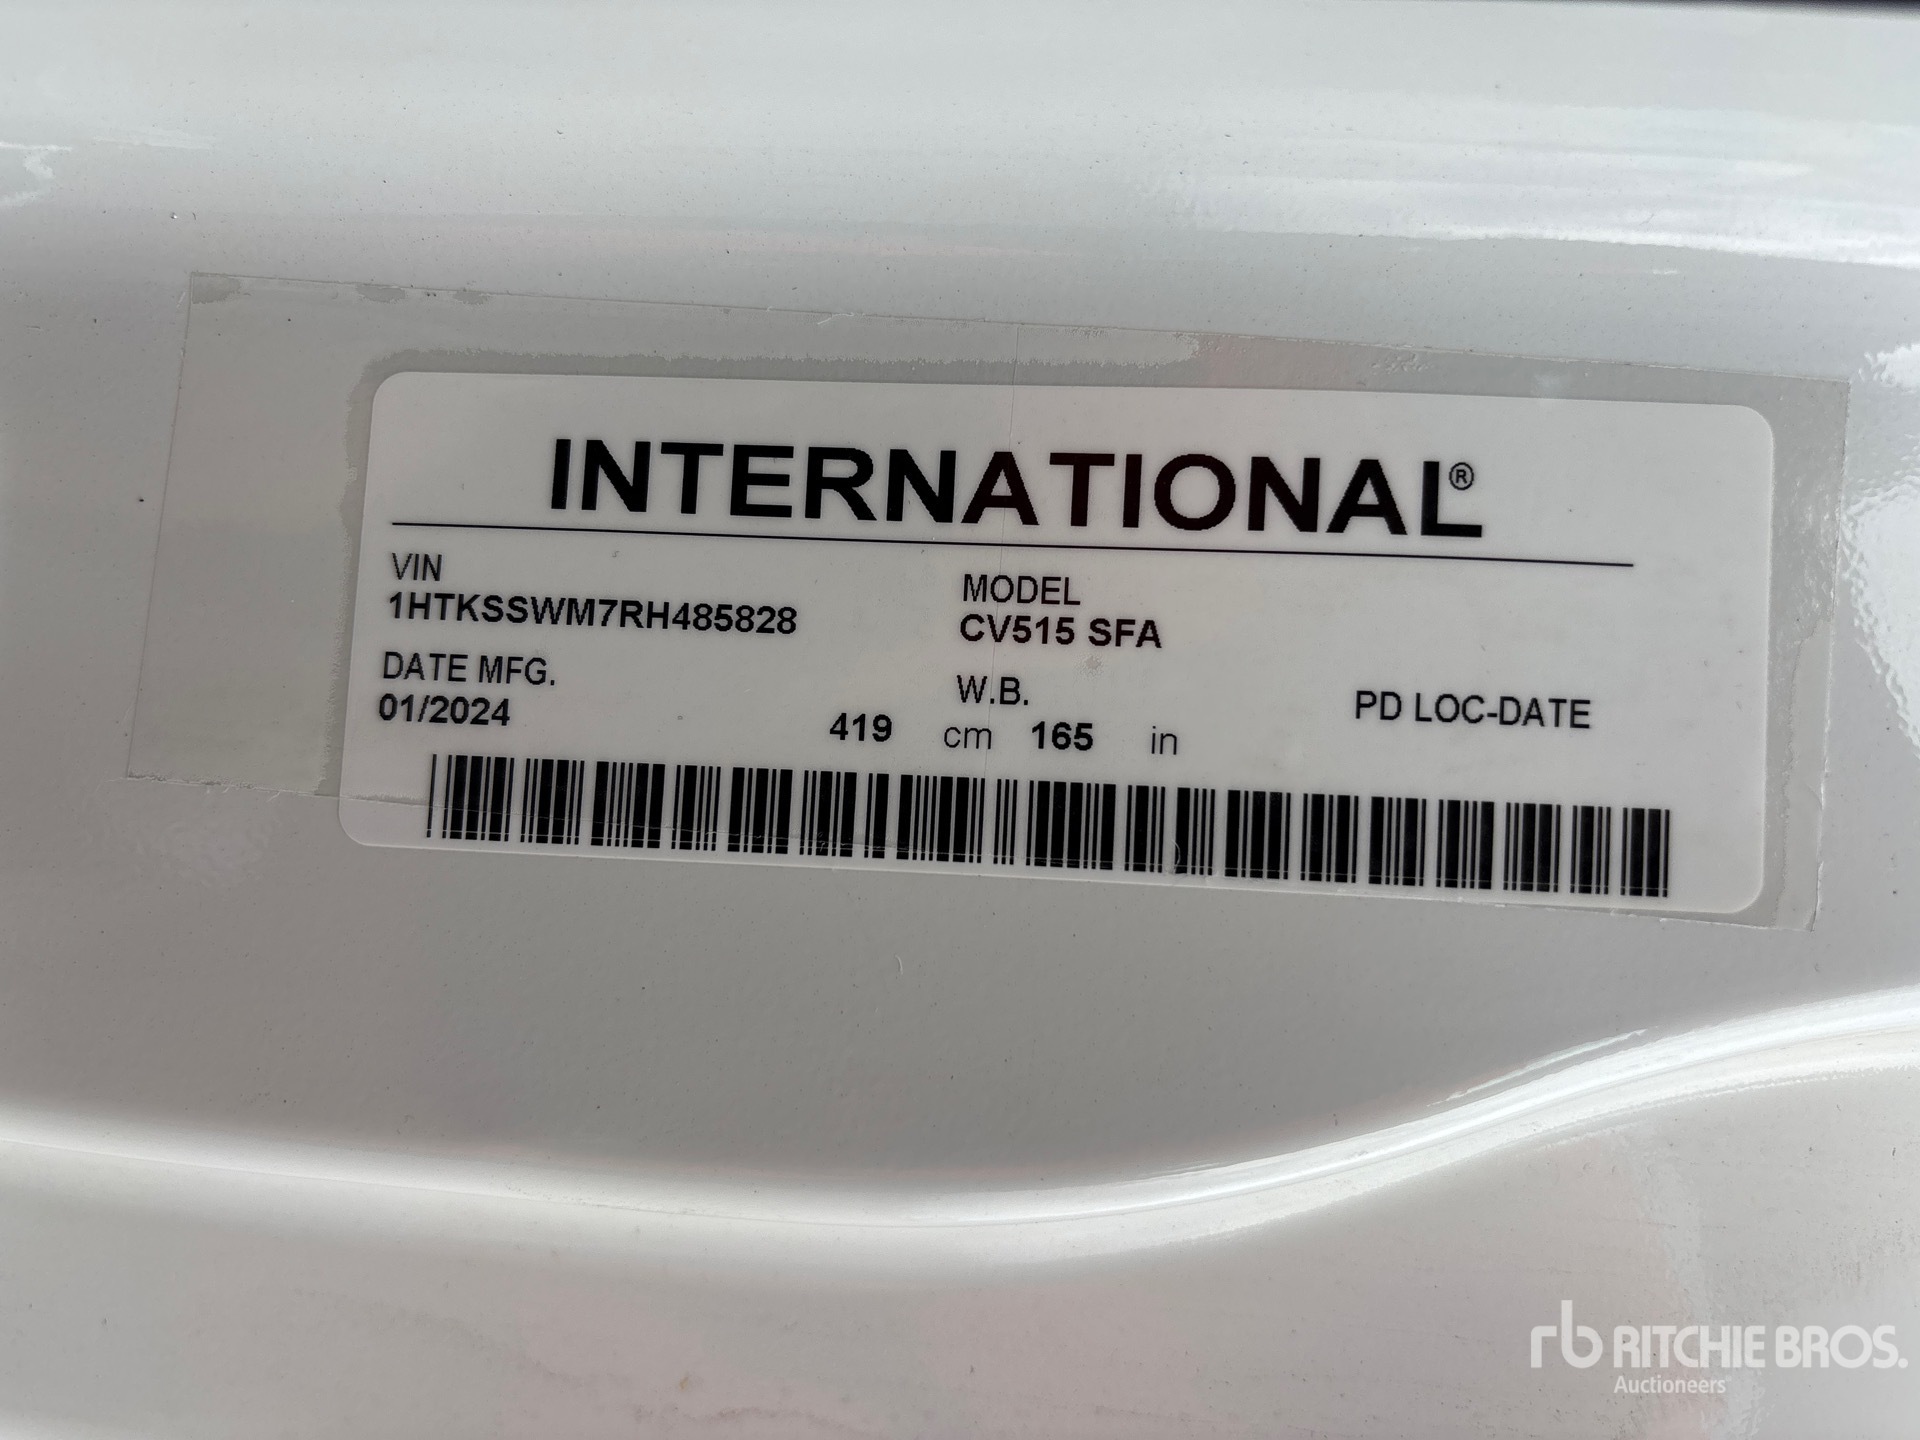 INTERNATIONAL®
VIN
1HTKSSWM7RH485828
MODEL
CV515 SFA
DATE MFG.
01/2024
W.B.
419 cm 165 in
PD LOC-DATE
rb RITCHIE BROS.
Auctioneers